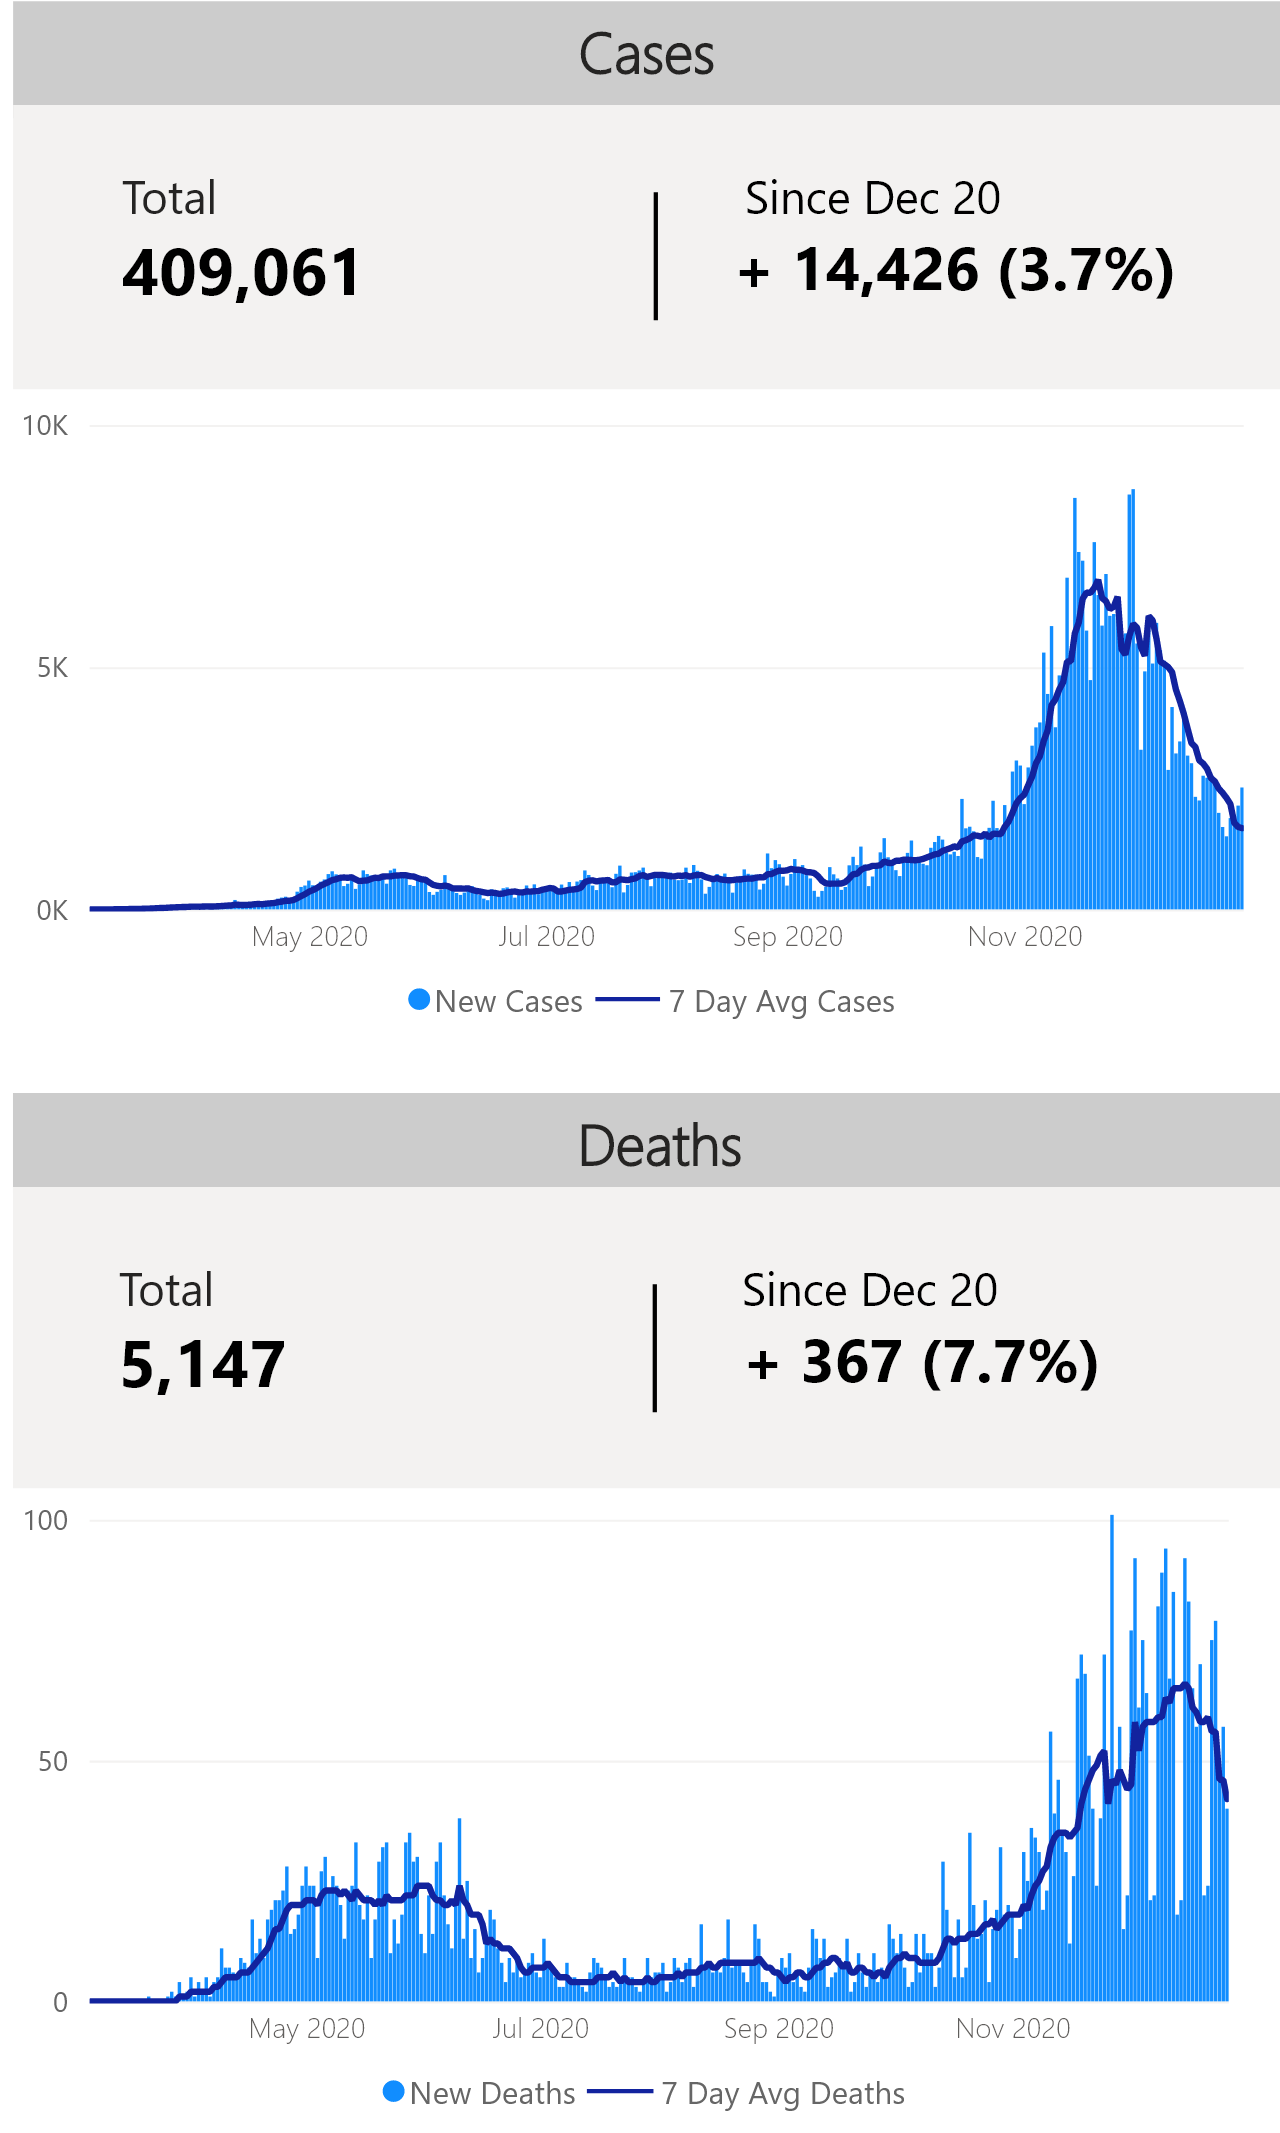 Cases
Total
Since Dec 20
409,061
+ 14,426 (3.7%)
10K
5K
0K
May 2020
Jul 2020
Sep 2020
Nov 2020
New Cases
7 Day Avg Cases
Deaths
Total
Since Dec 20
5,147
+ 367 (7.7%)
100
50
0
May 2020
Jul 2020
Sep 2020
Nov 2020
New Deaths
7 Day Avg Deaths